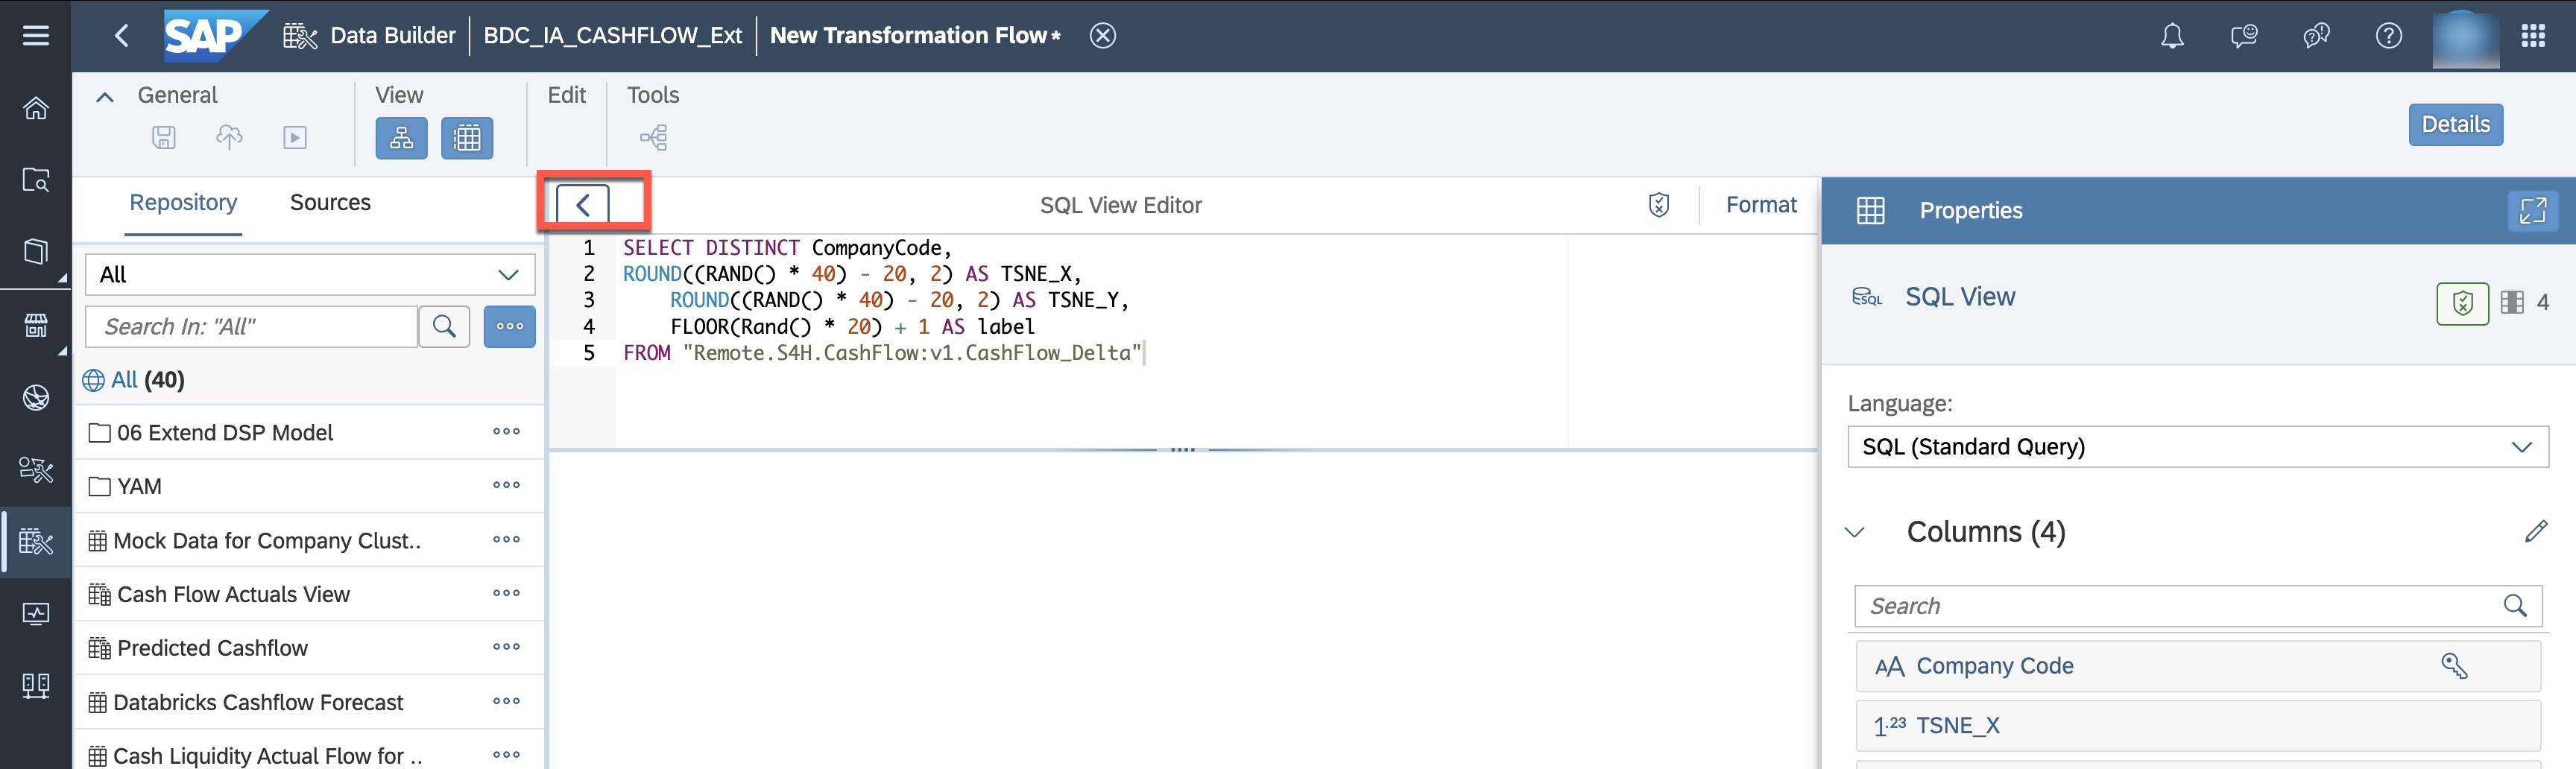 SAP Data Builder BDC_IA_CASHFLOW_Ext New Transformation Flow*
General View Edit Tools
Details
Repository Sources
All
Search In: "All"
All (40)
06 Extend DSP Model
YAM
Mock Data for Company Clust..
Cash Flow Actuals View
Predicted Cashflow
Databricks Cashflow Forecast
Cash Liquidity Actual Flow for ..
SQL View Editor Format
1 SELECT DISTINCT CompanyCode,
2 ROUND((RAND() * 40) - 20, 2) AS TSNE_X,
3     ROUND((RAND() * 40) - 20, 2) AS TSNE_Y,
4     FLOOR(Rand() * 20) + 1 AS label
5 FROM "Remote.S4H.CashFlow:v1.CashFlow_Delta"
Properties
SQL SQL View 4
Language:
SQL (Standard Query)
Columns (4)
Search
AA Company Code
1.23 TSNE_X